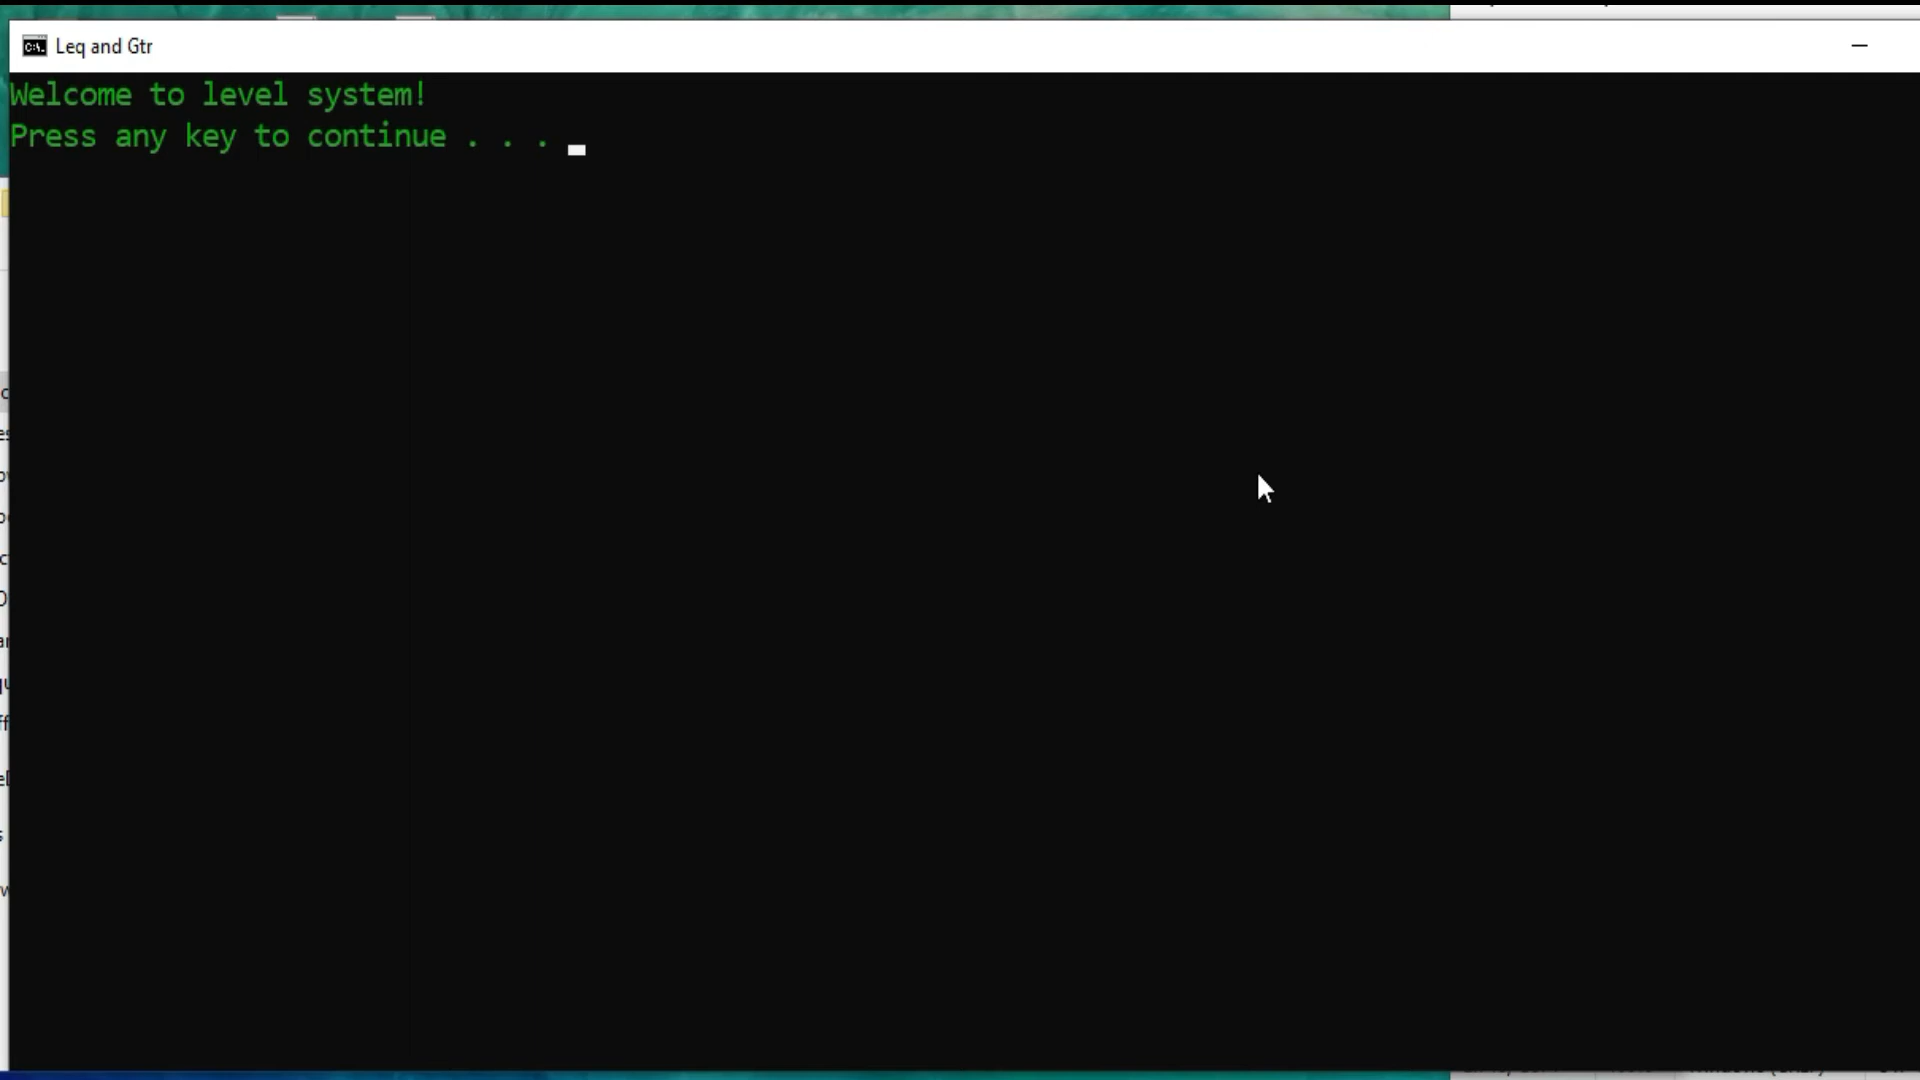 Leq and Gtr
Welcome to level system!
Press any key to continue . . .